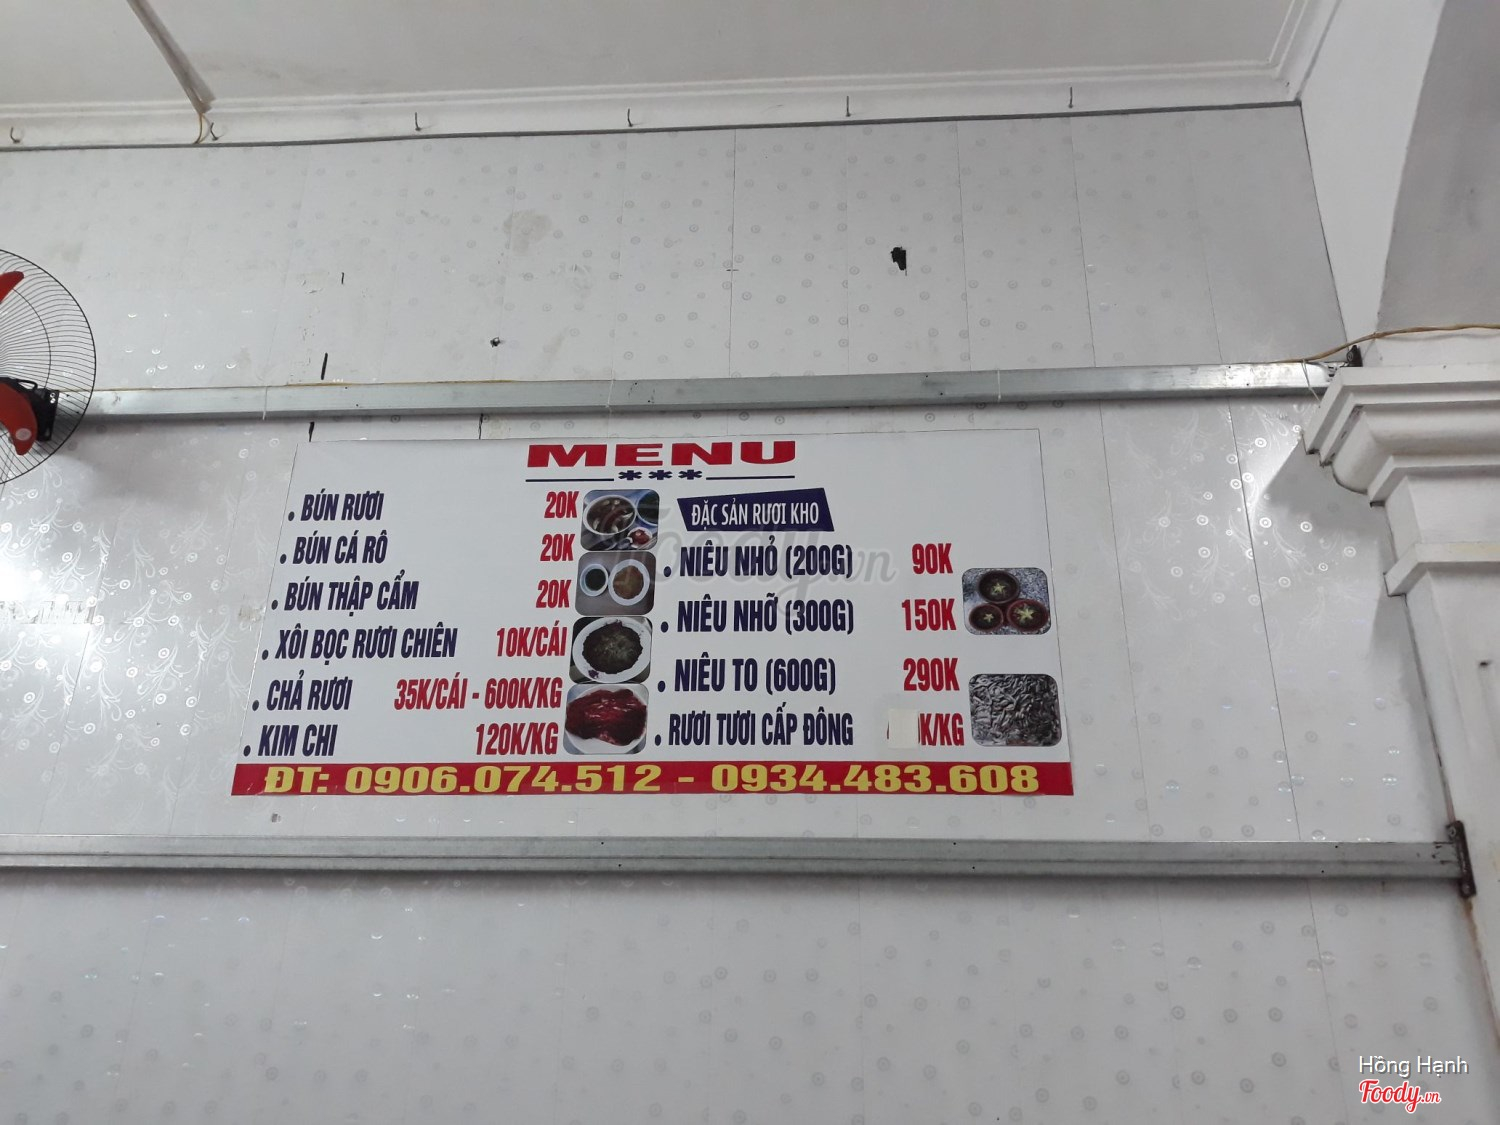 MENU
***
BÚN RƯƠI 20K
BÚN CÁ RÔ 20K
BÚN THẬP CẨM 20K
XÔI BỌC RƯƠI CHIÊN 10K/CÁI
CHẢ RƯƠI 35K/CÁI - 600K/KG
KIM CHI 120K/KG
ĐẶC SẢN RƯƠI KHO
NIÊU NHỎ (200G) 90K
NIÊU NHỠ (300G) 150K
NIÊU TO (600G) 290K
RƯƠI TƯƠI CẤP ĐÔNG K/KG
ĐT: 0906.074.512 - 0934.483.608
Foody.vn
Hồng Hạnh
Foody.vn